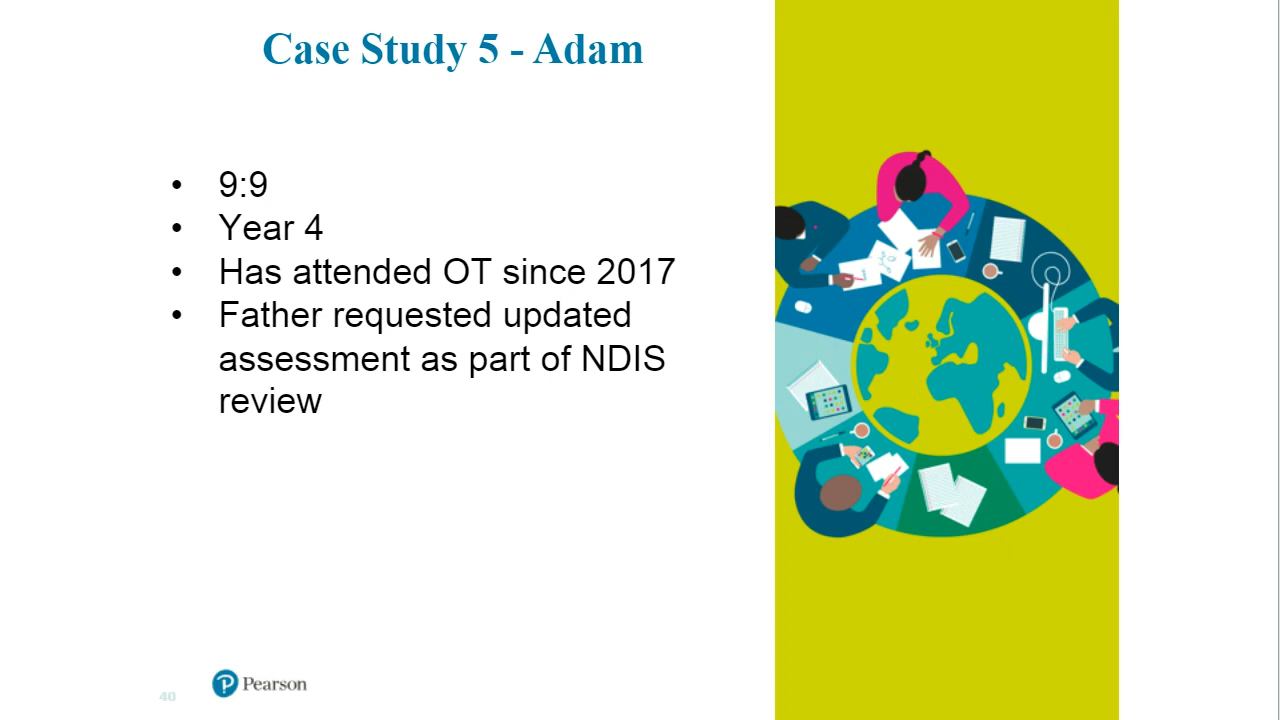 Case Study 5 - Adam
• 9:9
• Year 4
• Has attended OT since 2017
• Father requested updated
assessment as part of NDIS
review
40
Pearson